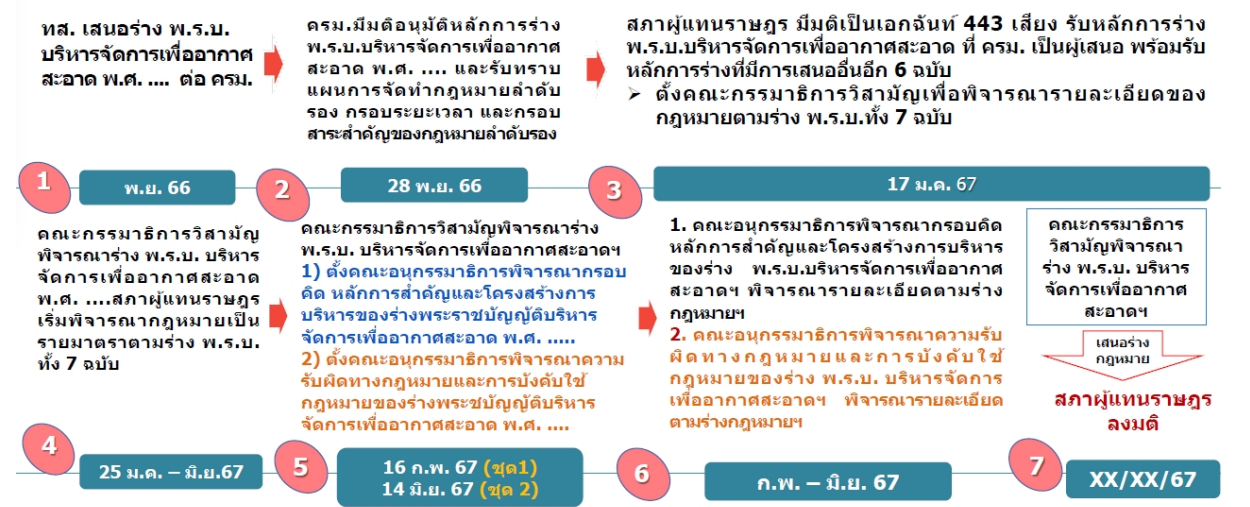 ทส. เสนอร่าง พ.ร.บ.
บริหารจัดการเพื่ออากาศ
สะอาด พ.ศ. .... ต่อ ครม.
ครม.มีมติอนุมัติหลักการร่าง
พ.ร.บ.บริหารจัดการเพื่ออากาศ
สะอาด พ.ศ. .... และรับทราบ
แผนการจัดทำกฎหมายลำดับ
รอง กรอบระยะเวลา และกรอบ
สาระสำคัญของกฎหมายลำดับรอง
สภาผู้แทนราษฎร มีมติเป็นเอกฉันท์ 443 เสียง รับหลักการร่าง
พ.ร.บ.บริหารจัดการเพื่ออากาศสะอาด ที่ ครม. เป็นผู้เสนอ พร้อมรับ
หลักการร่างที่มีการเสนออื่นอีก 6 ฉบับ
➢ ตั้งคณะกรรมาธิการวิสามัญเพื่อพิจารณารายละเอียดของ
กฎหมายตามร่าง พ.ร.บ.ทั้ง 7 ฉบับ
1
พ.ย. 66
2
28 พ.ย. 66
3
17 ม.ค. 67
คณะกรรมาธิการวิสามัญ
พิจารณาร่าง พ.ร.บ. บริหาร
จัดการเพื่ออากาศสะอาด
พ.ศ. ....สภาผู้แทนราษฎร
เริ่มพิจารณากฎหมายเป็น
รายมาตราตามร่าง พ.ร.บ.
ทั้ง 7 ฉบับ
คณะกรรมาธิการวิสามัญพิจารณาร่าง
พ.ร.บ. บริหารจัดการเพื่ออากาศสะอาดฯ
1) ตั้งคณะอนุกรรมาธิการพิจารณากรอบ
คิด หลักการสำคัญและโครงสร้างการ
บริหารของร่างพระราชบัญญัติบริหาร
จัดการเพื่ออากาศสะอาด พ.ศ. .....
2) ตั้งคณะอนุกรรมาธิการพิจารณาความ
รับผิดทางกฎหมายและการบังคับใช้
กฎหมายของร่างพระชบัญญัติบริหาร
จัดการเพื่ออากาศสะอาด พ.ศ. ....
1. คณะอนุกรรมาธิการพิจารณากรอบคิด
หลักการสำคัญและโครงสร้างการบริหาร
ของร่าง พ.ร.บ.บริหารจัดการเพื่ออากาศ
สะอาดฯ พิจารณารายละเอียดตามร่าง
กฎหมายฯ
2. คณะอนุกรรมาธิการพิจารณาความรับ
ผิดทางกฎหมายและการบังคับใช้
กฎหมายของร่าง พ.ร.บ. บริหารจัดการ
เพื่ออากาศสะอาดฯ พิจารณารายละเอียด
ตามร่างกฎหมายฯ
คณะกรรมาธิการ
วิสามัญพิจารณา
ร่าง พ.ร.บ. บริหาร
จัดการเพื่ออากาศ
สะอาดฯ
เสนอร่าง
กฎหมาย
สภาผู้แทนราษฎร
ลงมติ
4
25 ม.ค. – มิ.ย.67
5
16 ก.พ. 67 (ชุด1)
14 มิ.ย. 67 (ชุด 2)
6
ก.พ. – มิ.ย. 67
7
XX/XX/67